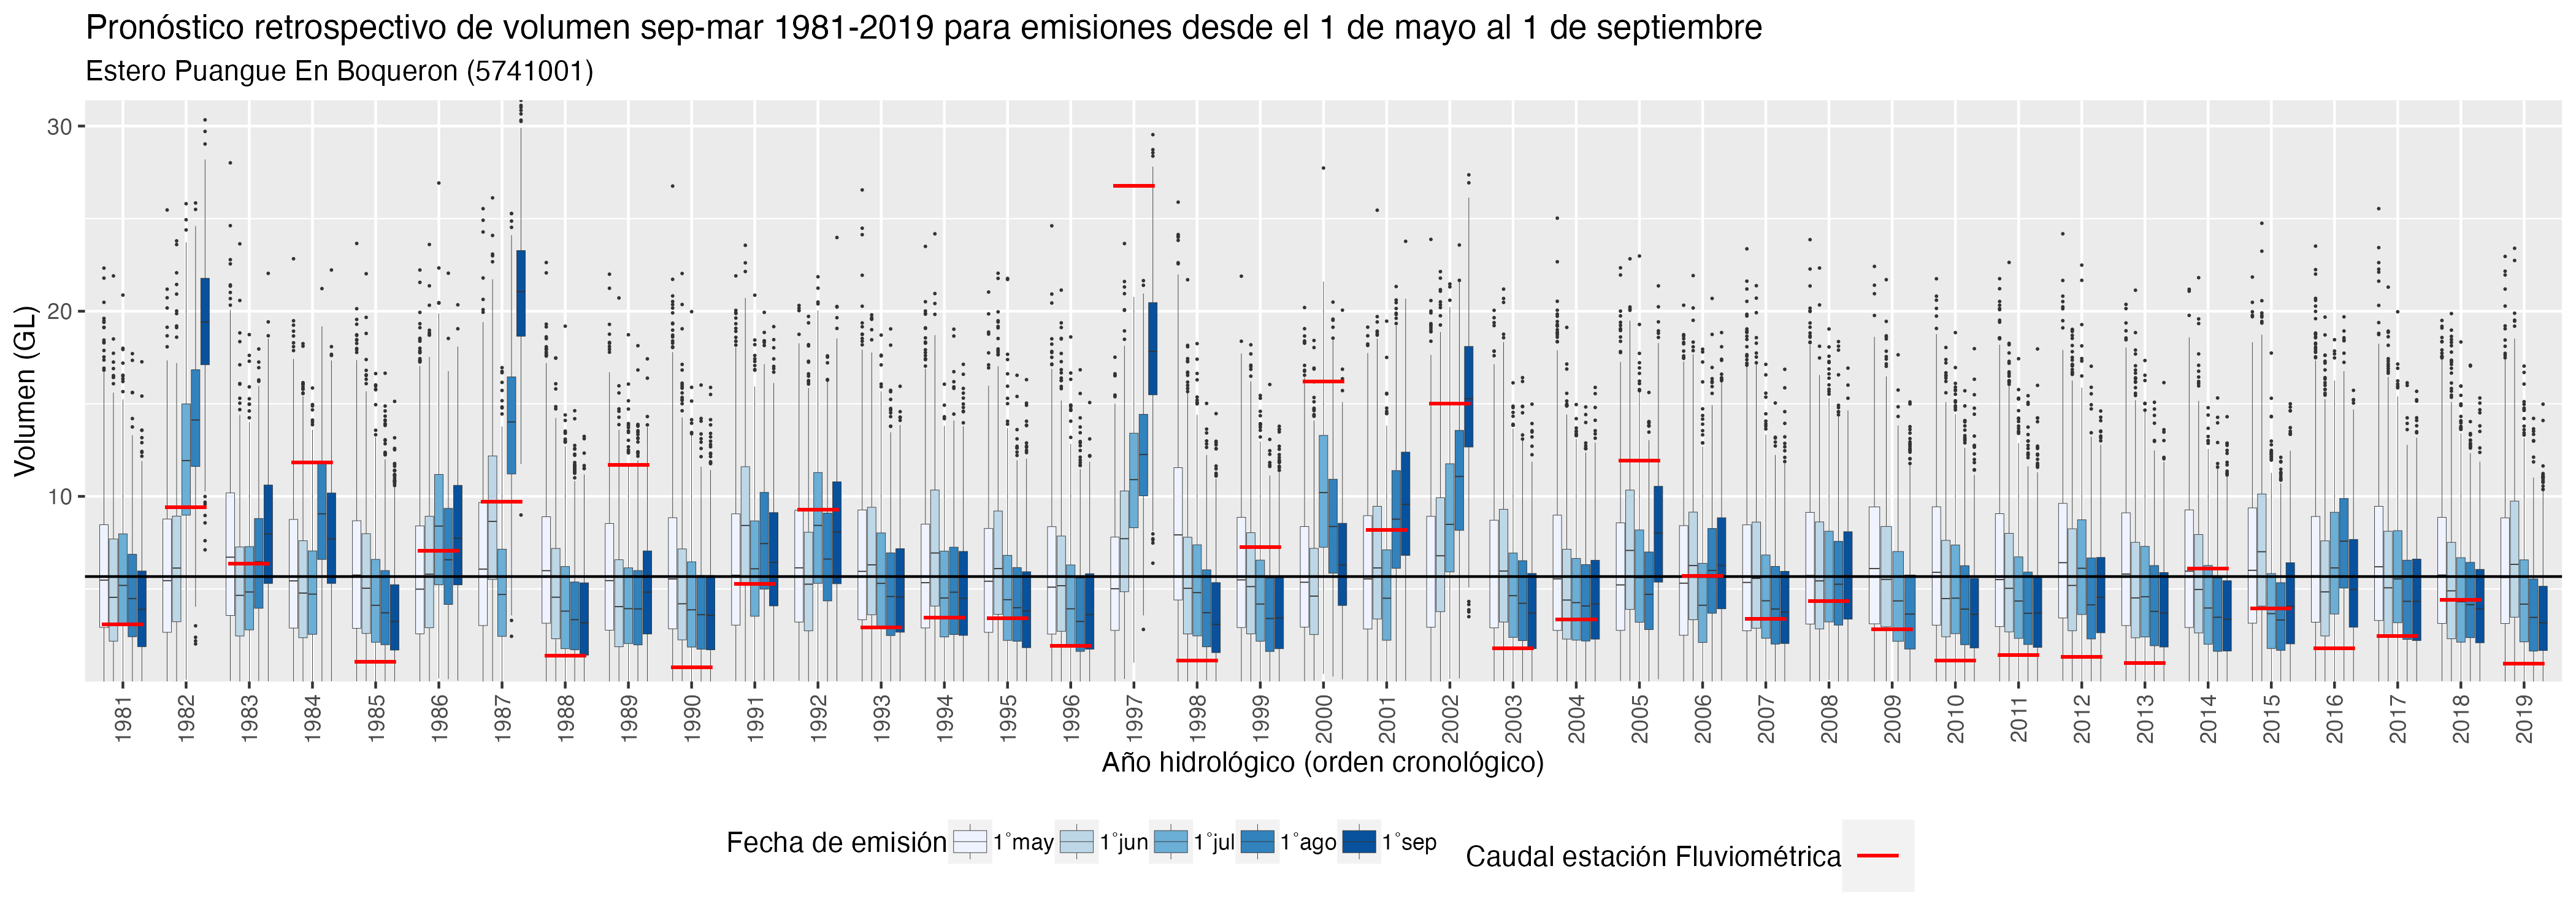 Pronóstico retrospectivo de volumen sep-mar 1981-2019 para emisiones desde el 1 de mayo al 1 de septiembre
Estero Puangue En Boqueron (5741001)
Volumen (GL)
30
20
10
1981 1982 1983 1984 1985 1986 1987 1988 1989 1990 1991 1992 1993 1994 1995 1996 1997 1998 1999 2000 2001 2002 2003 2004 2005 2006 2007 2008 2009 2010 2011 2012 2013 2014 2015 2016 2017 2018 2019
Año hidrológico (orden cronológico)
Fecha de emisión 1°may 1°jun 1°jul 1°ago 1°sep Caudal estación Fluviométrica